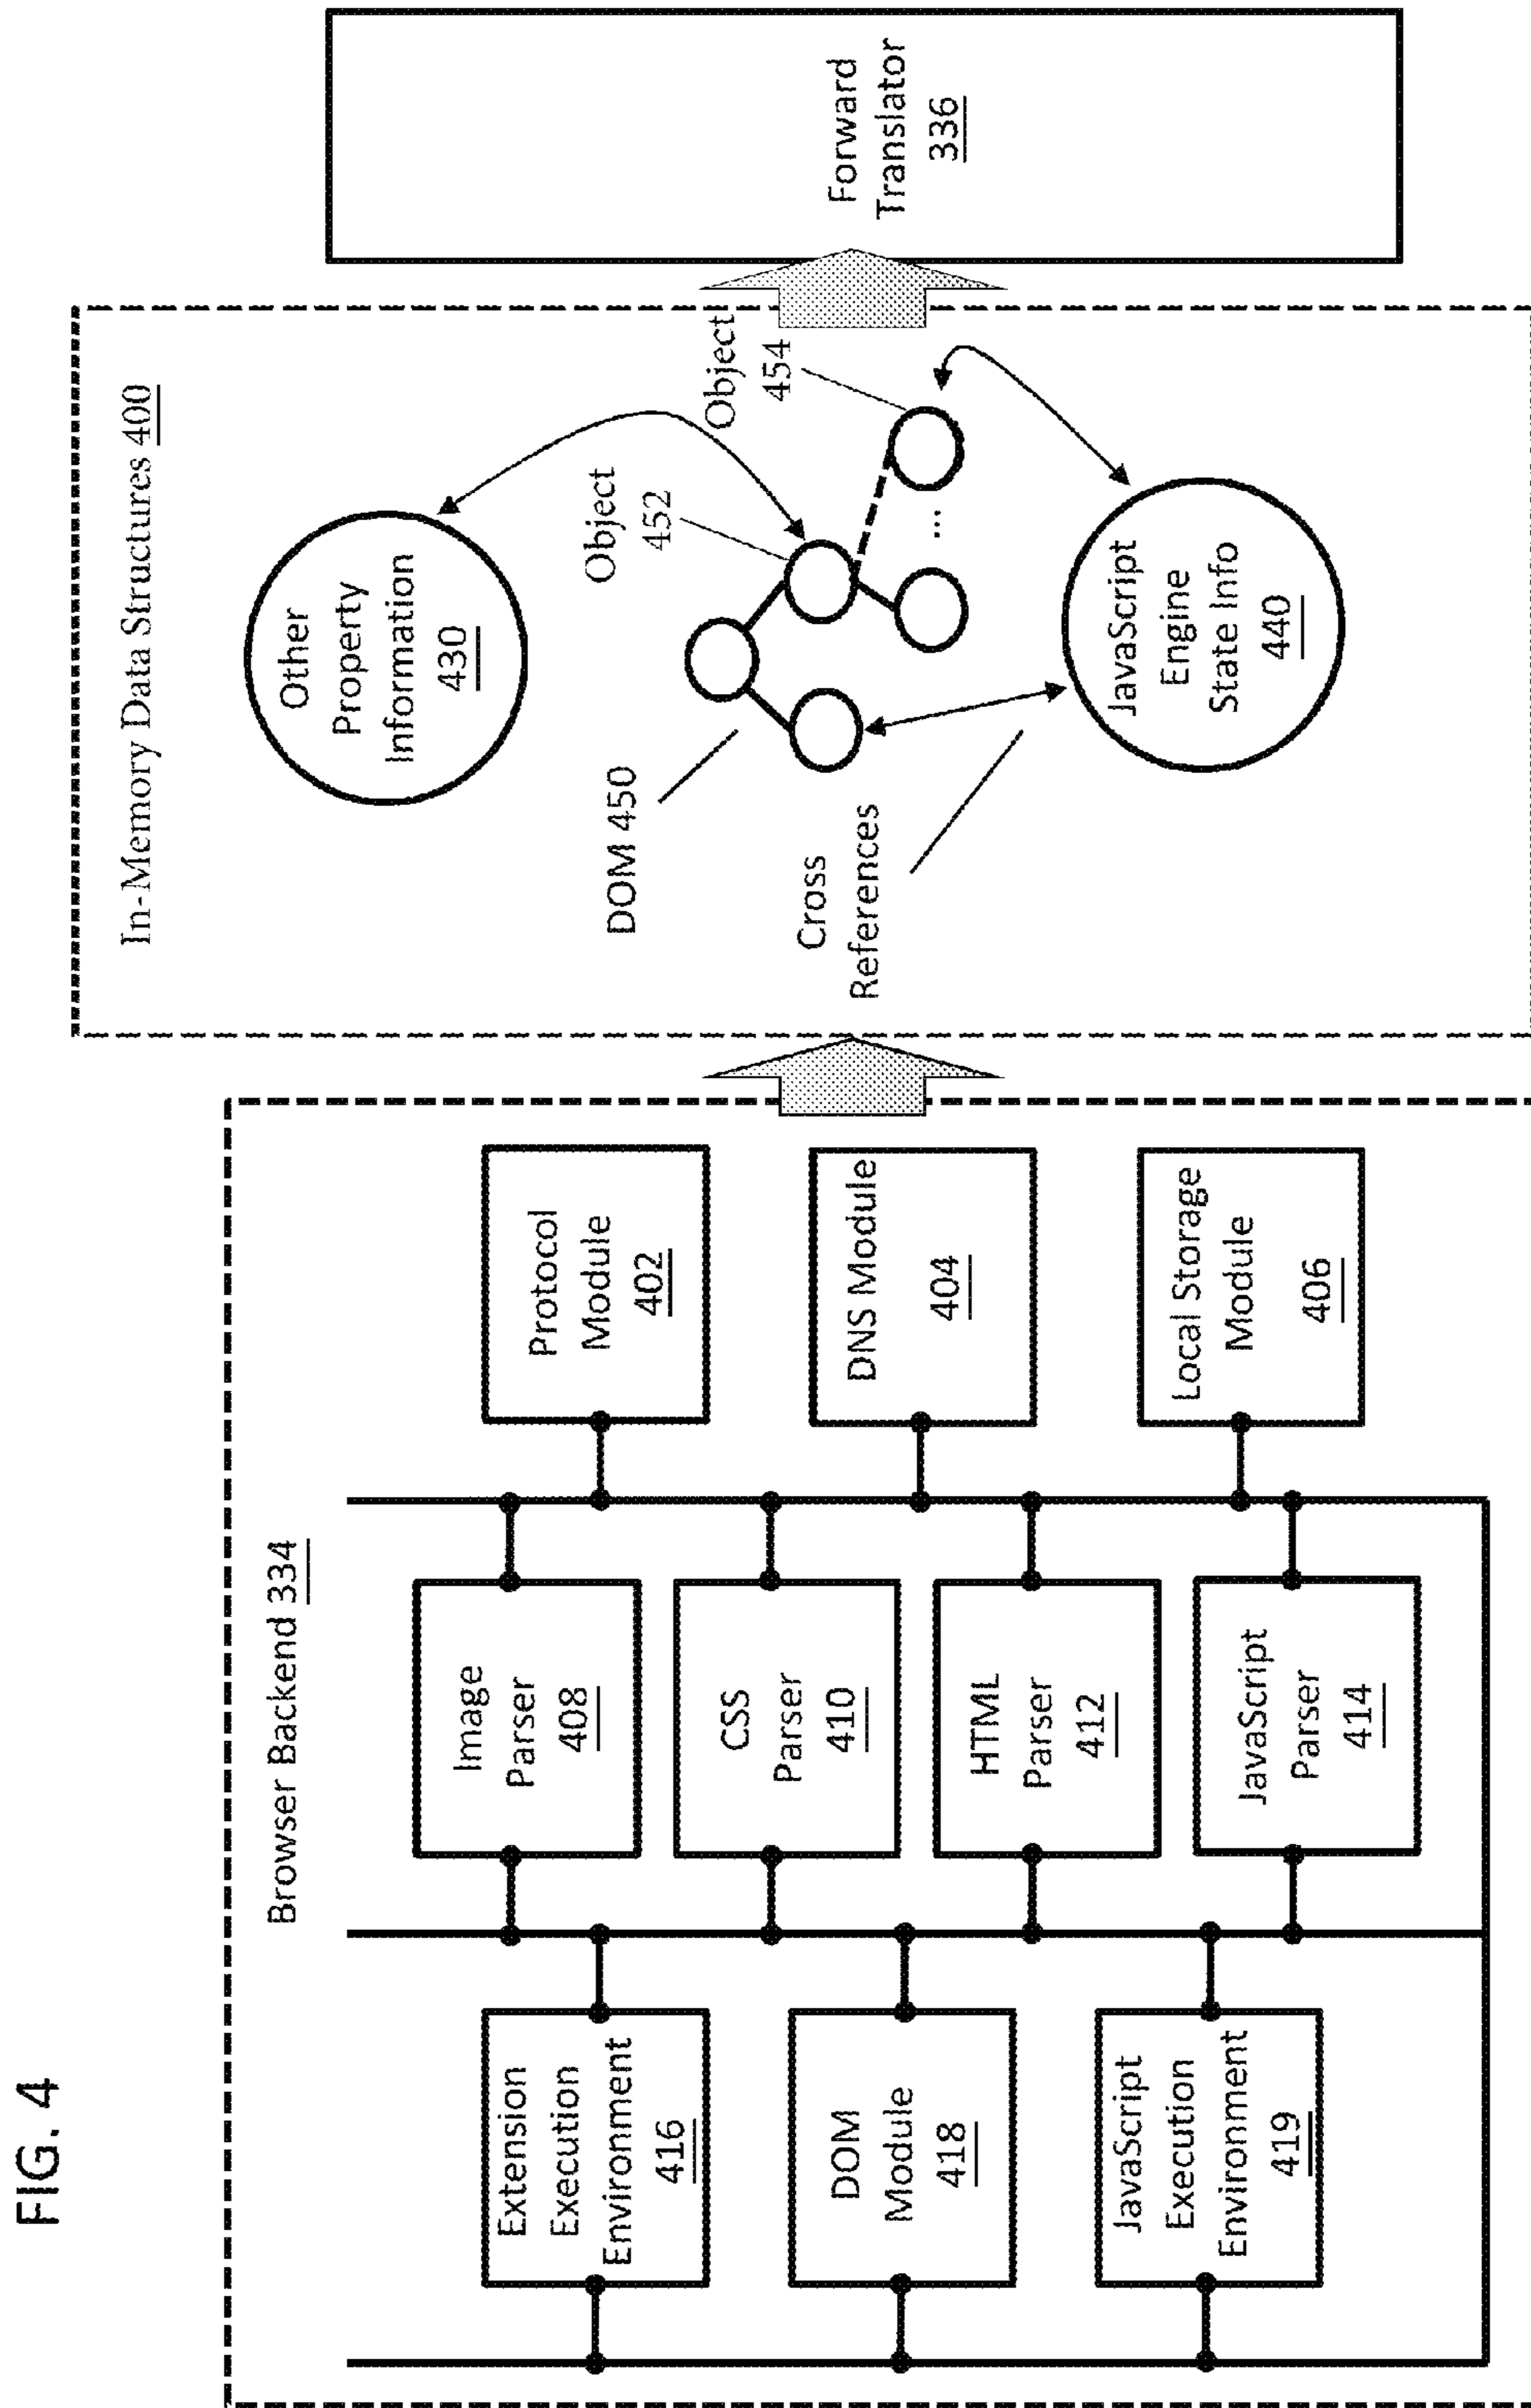 FIG. 4
Browser Backend 334
Extension
Execution
Environment
416
DOM
Module
418
JavaScript
Execution
Environment
419
Image
Parser
408
CSS
Parser
410
HTML
Parser
412
JavaScript
Parser
414
Protocol
Module
402
DNS Module
404
Local Storage
Module
406
In-Memory Data Structures 400
Other
Property
Information
430
DOM 450
Object
452
Object
454
...
Cross
References
JavaScript
Engine
State Info
440
Forward
Translator
336